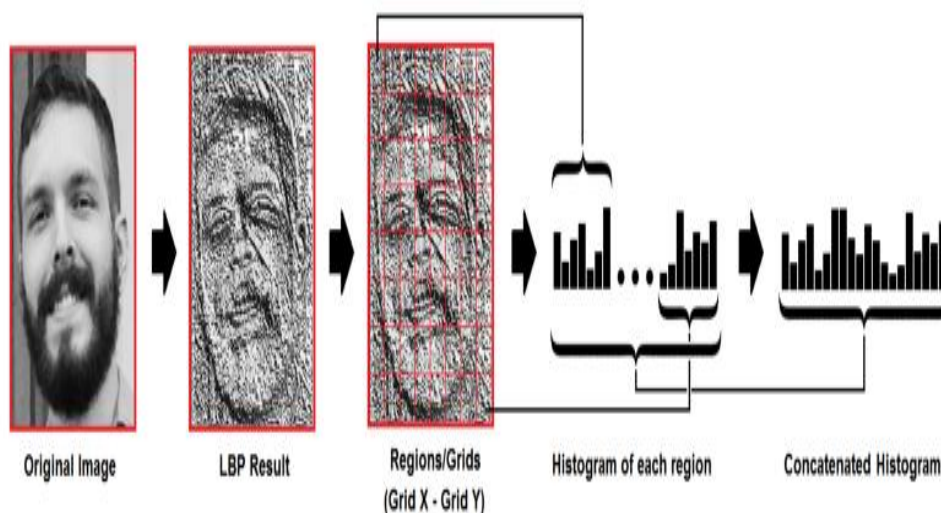 Original Image
LBP Result
Regions/Grids
(Grid X - Grid Y)
Histogram of each region
Concatenated Histogram